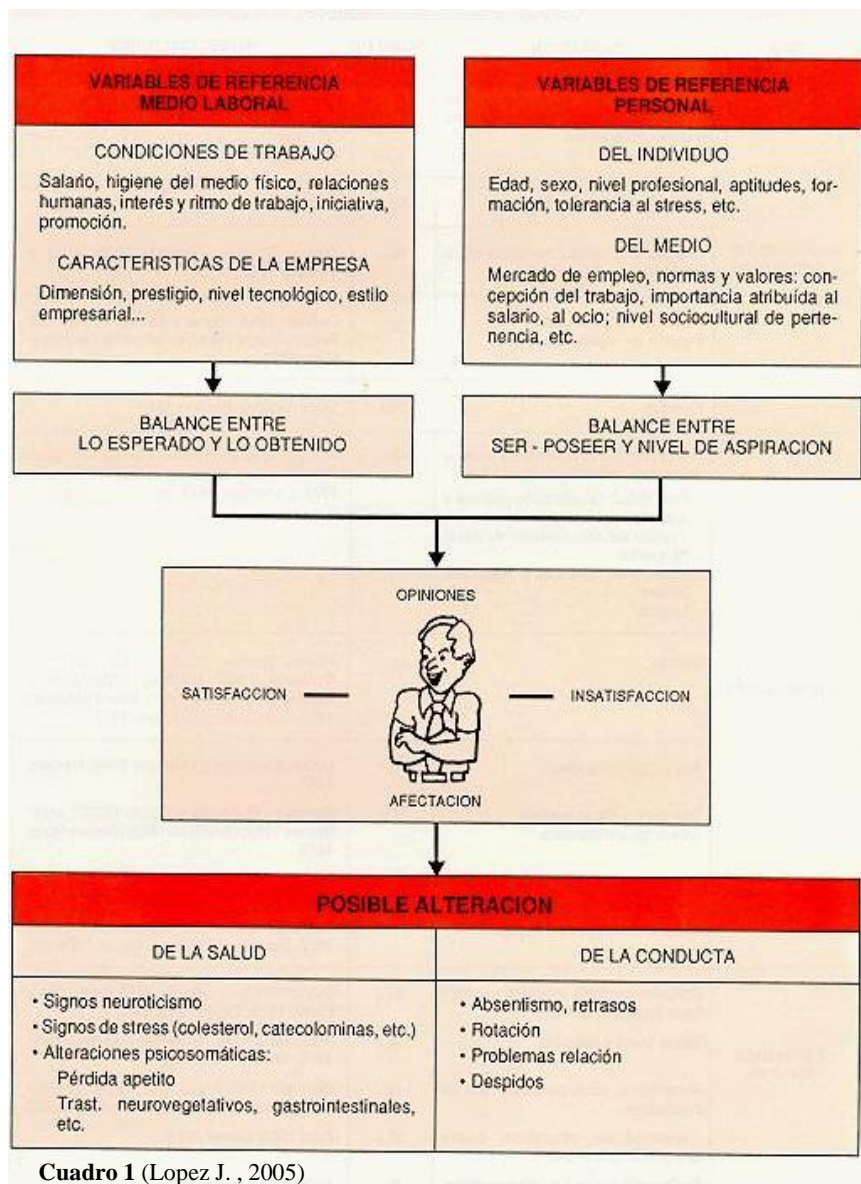 VARIABLES DE REFERENCIA
MEDIO LABORAL
CONDICIONES DE TRABAJO
Salario, higiene del medio físico, relaciones
humanas, interés y ritmo de trabajo, iniciativa,
promoción.
CARACTERISTICAS DE LA EMPRESA
Dimensión, prestigio, nivel tecnológico, estilo
empresarial...
VARIABLES DE REFERENCIA
PERSONAL
DEL INDIVIDUO
Edad, sexo, nivel profesional, aptitudes, for-
mación, tolerancia al stress, etc.
DEL MEDIO
Mercado de empleo, normas y valores: con-
cepción del trabajo, importancia atribuída al
salario, al ocio; nivel sociocultural de perte-
nencia, etc.
BALANCE ENTRE
LO ESPERADO Y LO OBTENIDO
BALANCE ENTRE
SER - POSEER Y NIVEL DE ASPIRACION
OPINIONES
SATISFACCION
INSATISFACCION
AFECTACION
POSIBLE ALTERACION
DE LA SALUD
• Signos neuroticismo
• Signos de stress (colesterol, catecolominas, etc.)
• Alteraciones psicosomáticas:
Pérdida apetito
Trast. neurovegetativos, gastrointestinales,
etc.
DE LA CONDUCTA
• Absentismo, retrasos
• Rotación
• Problemas relación
• Despidos
Cuadro 1 (Lopez J. , 2005)